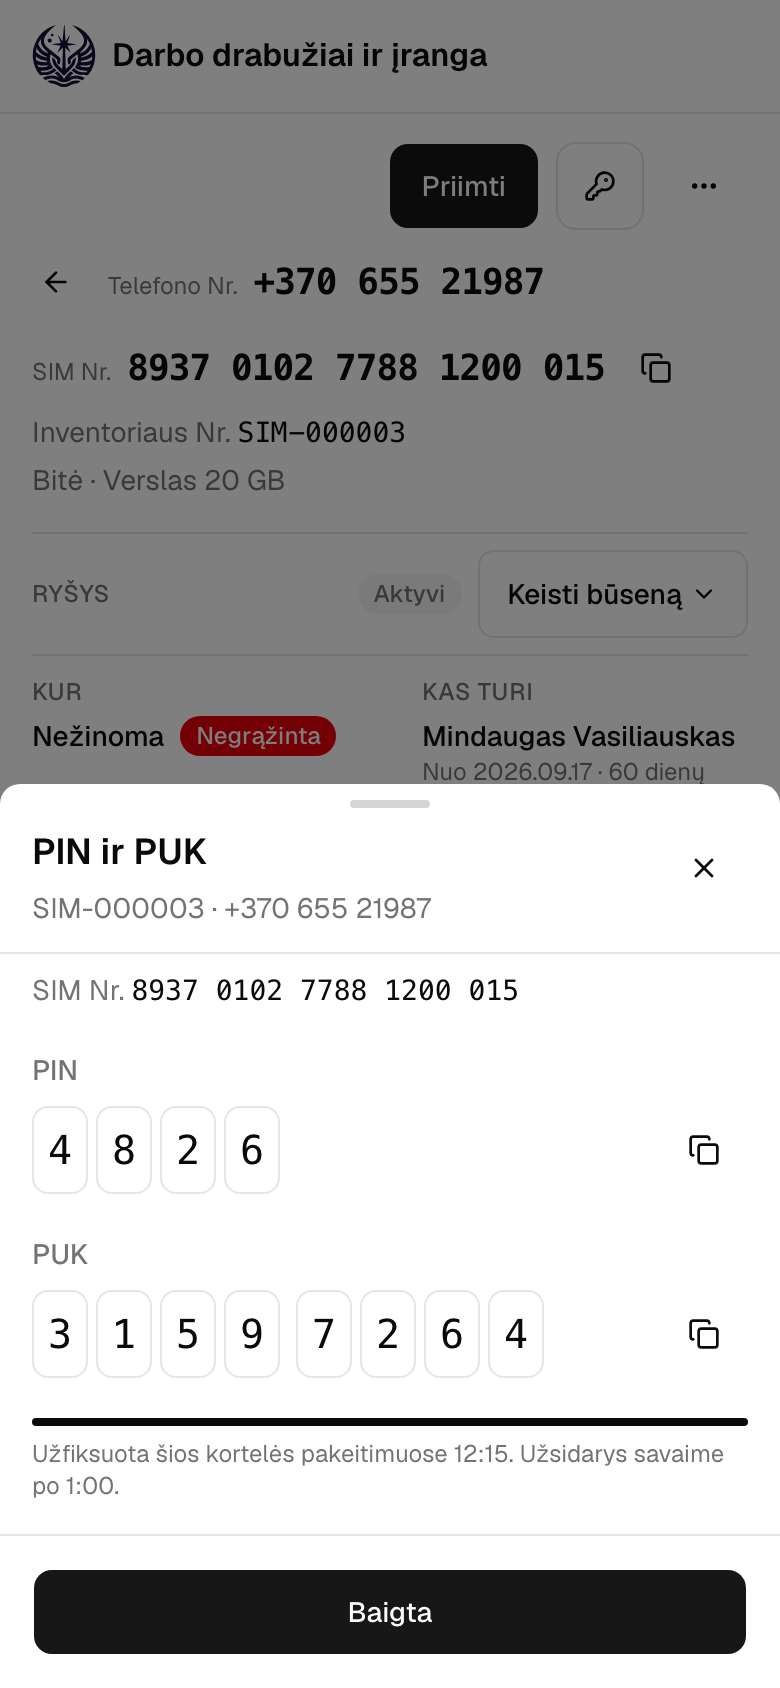 Darbo drabužiai ir įranga
Priimti
Telefono Nr. +370 655 21987
SIM Nr. 8937 0102 7788 1200 015
Inventoriaus Nr. SIM-000003
Bitė · Verslas 20 GB
RYŠYS Aktyvi Keisti būseną
KUR KAS TURI
Nežinoma Negrąžinta Mindaugas Vasiliauskas
Nuo 2026.09.17 · 60 dienų
PIN ir PUK
SIM-000003 · +370 655 21987
SIM Nr. 8937 0102 7788 1200 015
PIN
4 8 2 6
PUK
3 1 5 9 7 2 6 4
Užfiksuota šios kortelės pakeitimuose 12:15. Užsidarys savaime
po 1:00.
Baigta